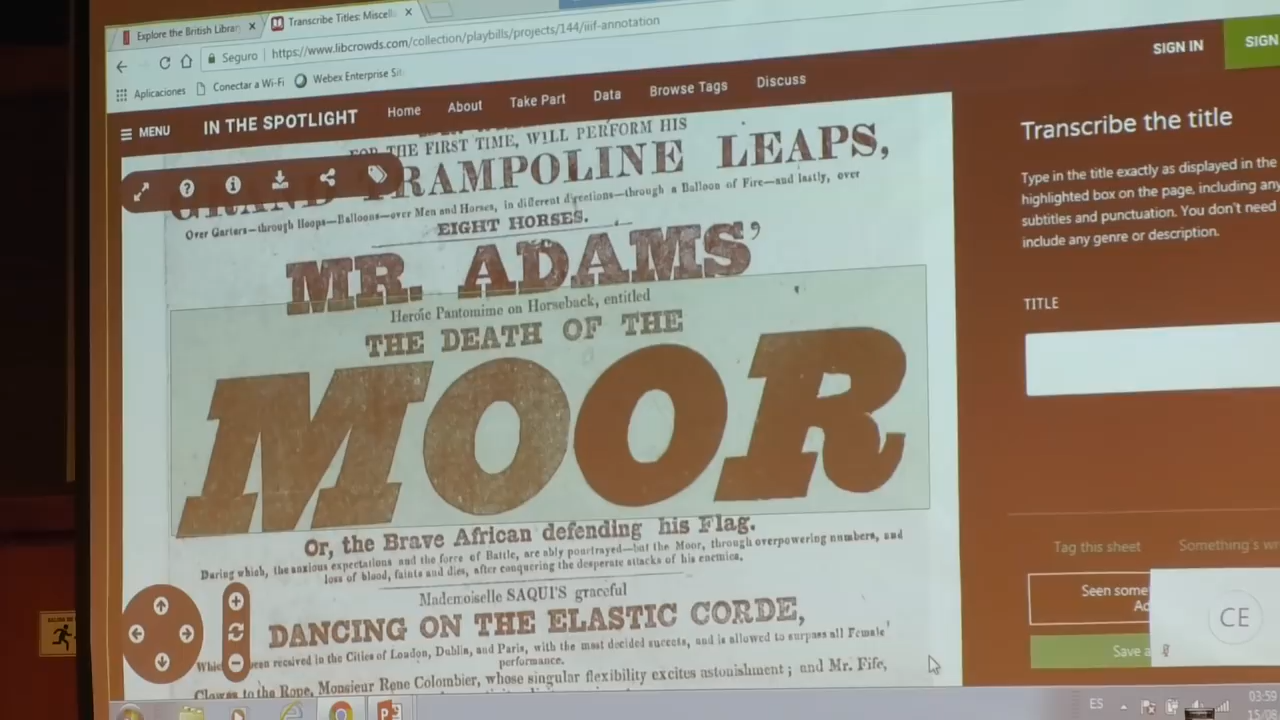 Explore the British Librar
Transcribe Titles: Miscell
Seguro
https://www.libcrowds.com/collection/playbills/projects/144/iiif-annotation
Aplicaciones
Conectar a Wi-Fi
Webex Enterprise Sit
MENU
IN THE SPOTLIGHT
Home
About
Take Part
Data
Browse Tags
Discuss
SIGN IN
SIGN
FOR THE FIRST TIME, WILL PERFORM HIS
GRAND TRAMPOLINE LEAPS,
Over Garters—through Hoops—Balloons—over Men and Horses, in different directions—through a Balloon of Fire—and lastly, over
EIGHT HORSES.
MR. ADAMS'
Heroic Pantomime on Horseback, entitled
THE DEATH OF THE
MOOR
Or, the Brave African defending his Flag.
During which, the anxious expectations and the force of Battle, are ably pourtrayed—but the Moor, through overpowering numbers, and
loss of blood, faints and dies, after conquering the desperate attacks of his enemies.
Mademoiselle SAQUI'S graceful
DANCING ON THE ELASTIC CORDE,
been received in the Cities of London, Dublin, and Paris, with the most decided success, and is allowed to surpass all Female
performance.
Clown to the Rope, Monsieur Rene Colombier, whose singular flexibility excites astonishment; and Mr. Fife,
Transcribe the title
Type in the title exactly as displayed in the
highlighted box on the page, including any
subtitles and punctuation. You don't need
include any genre or description.
TITLE
Tag this sheet
Something's wr
Seen some
Ad
Save a
CE
ES
03:59